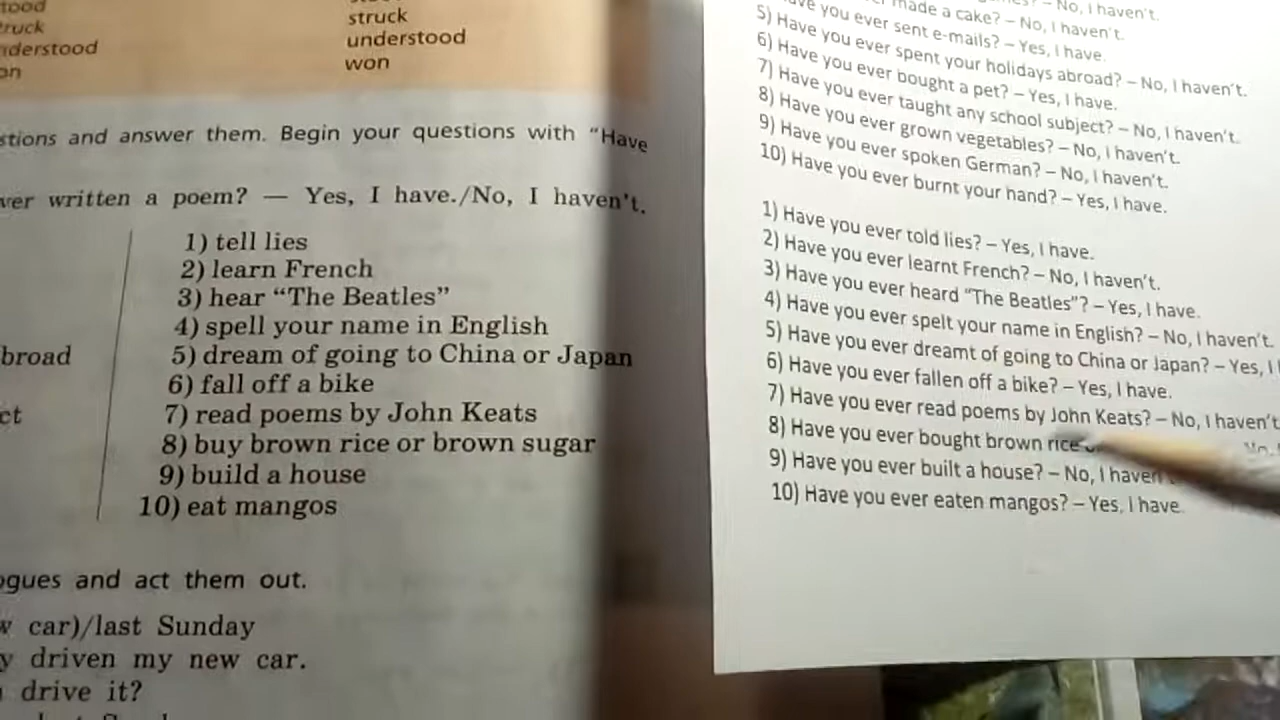 struck
understood
won
and answer them. Begin your questions with “Have
written a poem? — Yes, I have./No, I haven't.
1) tell lies
2) learn French
3) hear “The Beatles”
4) spell your name in English
5) dream of going to China or Japan
6) fall off a bike
7) read poems by John Keats
8) buy brown rice or brown sugar
9) build a house
10) eat mangos
and act them out.
car)/last Sunday
driven my new car.
drive it?
– No, I haven't.
made a cake? – No, I haven't.
you ever sent e-mails? – Yes, I have.
5) Have you ever spent your holidays abroad? – No, I haven't.
6) Have you ever bought a pet? – Yes, I have.
7) Have you ever taught any school subject? – No, I haven't.
8) Have you ever grown vegetables? – No, I haven't.
9) Have you ever spoken German? – No, I haven't.
10) Have you ever burnt your hand? – Yes, I have.
1) Have you ever told lies? – Yes, I have.
2) Have you ever learnt French? – No, I haven't.
3) Have you ever heard “The Beatles”? – Yes, I have.
4) Have you ever spelt your name in English? – No, I haven't.
5) Have you ever dreamt of going to China or Japan? – Yes, I
6) Have you ever fallen off a bike? – Yes, I have.
7) Have you ever read poems by John Keats? – No, I haven't
8) Have you ever bought brown rice
9) Have you ever built a house? – No, I haven't
10) Have you ever eaten mangos? – Yes, I have.